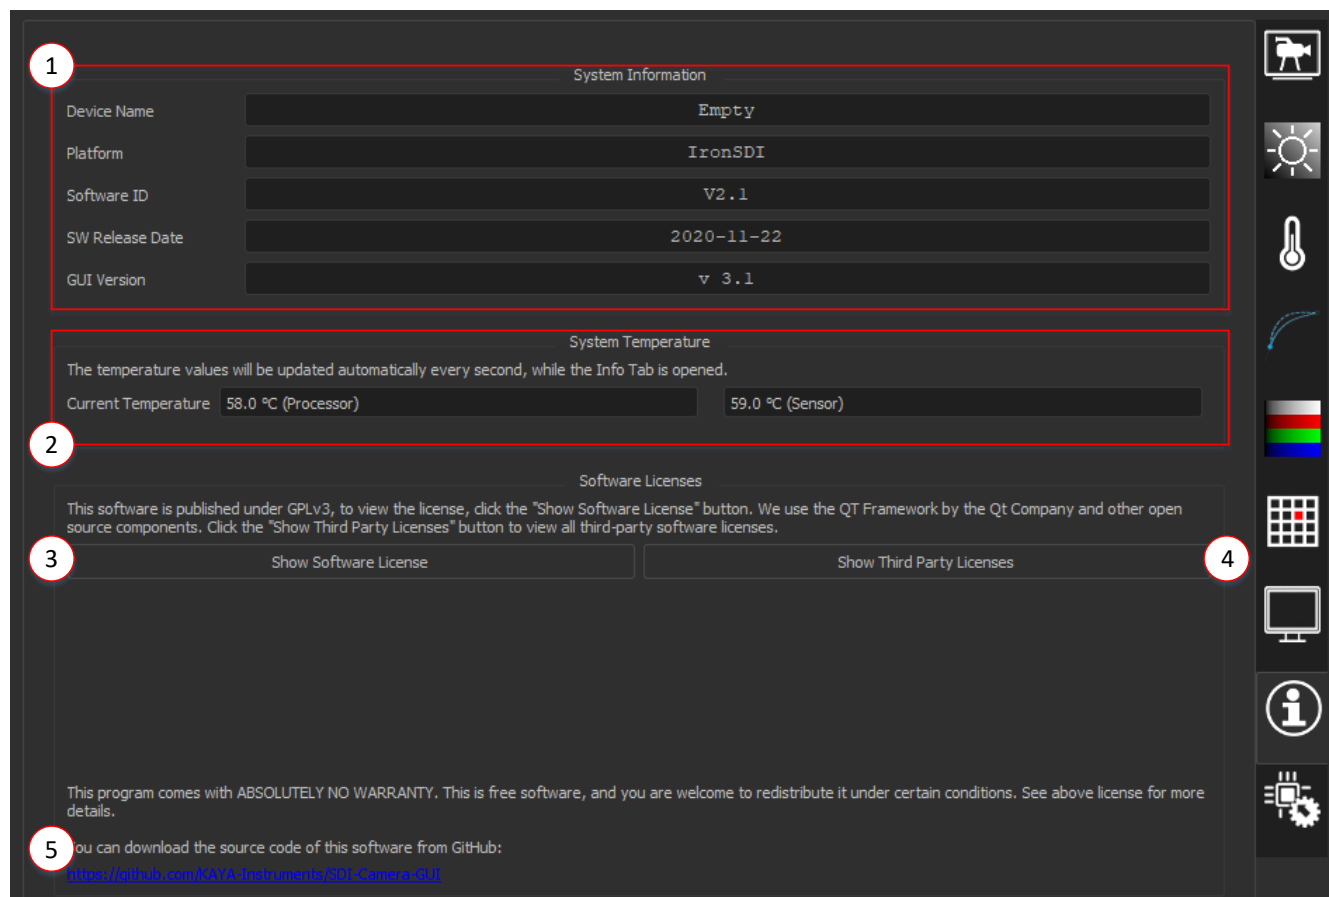 1
System Information
Device Name Empty
Platform IronSDI
Software ID V2.1
SW Release Date 2020-11-22
GUI Version v 3.1
System Temperature
The temperature values will be updated automatically every second, while the Info Tab is opened.
Current Temperature 58.0 ºC (Processor) 59.0 ºC (Sensor)
2
Software Licenses
This software is published under GPLv3, to view the license, click the "Show Software License" button. We use the QT Framework by the Qt Company and other open
source components. Click the "Show Third Party Licenses" button to view all third-party software licenses.
3 Show Software License Show Third Party Licenses 4
This program comes with ABSOLUTELY NO WARRANTY. This is free software, and you are welcome to redistribute it under certain conditions. See above license for more
details.
5 ou can download the source code of this software from GitHub:
https://github.com/KAYA-Instruments/SDI-Camera-GUI